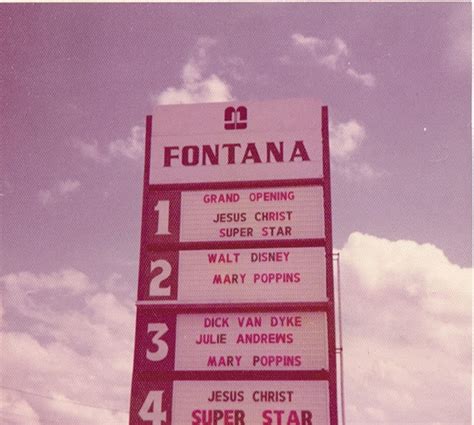 FONTANA
1
GRAND OPENING
JESUS CHRIST
SUPER STAR
2
WALT DISNEY
MARY POPPINS
3
DICK VAN DYKE
JULIE ANDREWS
MARY POPPINS
4
JESUS CHRIST
SUPER STAR